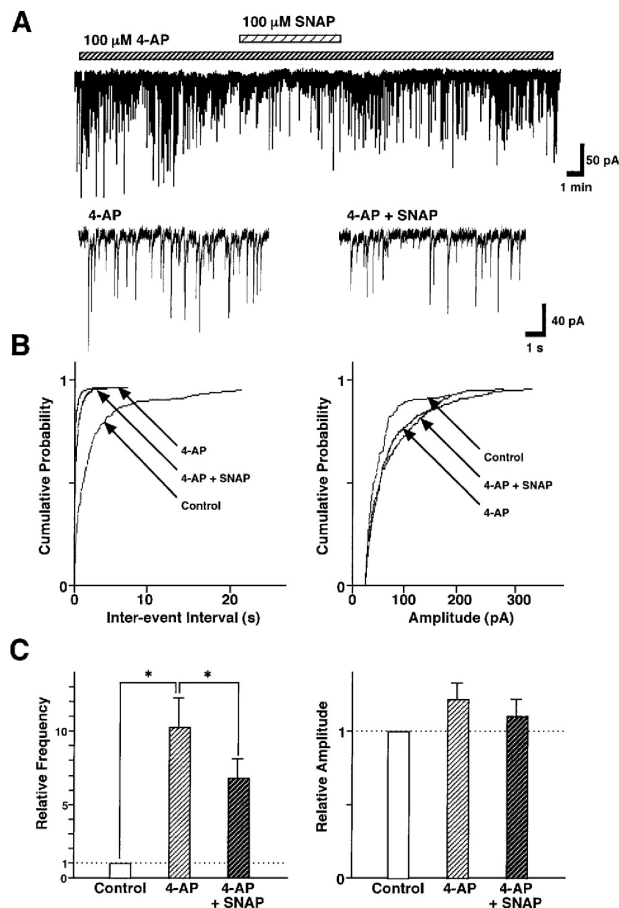 A
100 μM SNAP
100 μM 4-AP
50 pA
1 min
4-AP
4-AP + SNAP
40 pA
1 s
B
1
Cumulative Probability
0
4-AP
4-AP + SNAP
Control
0 10 20
Inter-event Interval (s)
1
Cumulative Probability
0
Control
4-AP + SNAP
4-AP
0 100 200 300
Amplitude (pA)
C
Relative Frequency
10
5
1
0
* *
Control 4-AP 4-AP
+ SNAP
Relative Amplitude
1
0
Control 4-AP 4-AP
+ SNAP